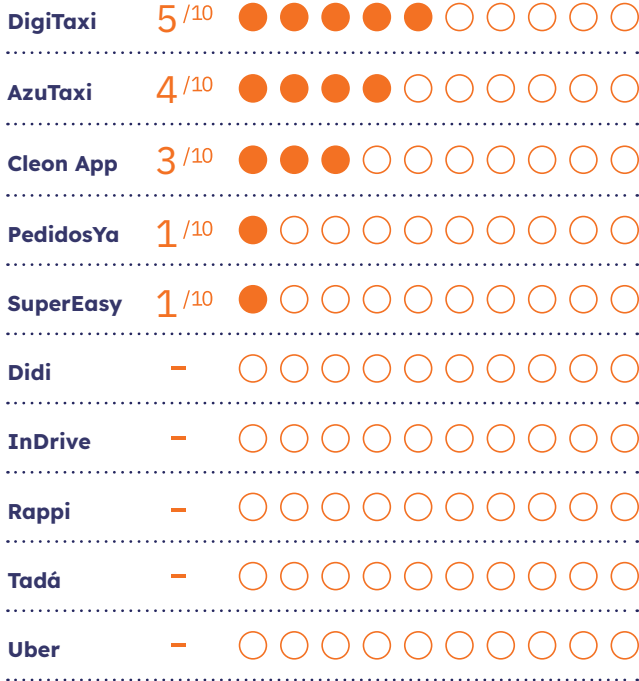 DigiTaxi 5 /10
AzuTaxi 4 /10
Cleon App 3 /10
PedidosYa 1 /10
SuperEasy 1 /10
Didi -
InDrive -
Rappi -
Tadá -
Uber -